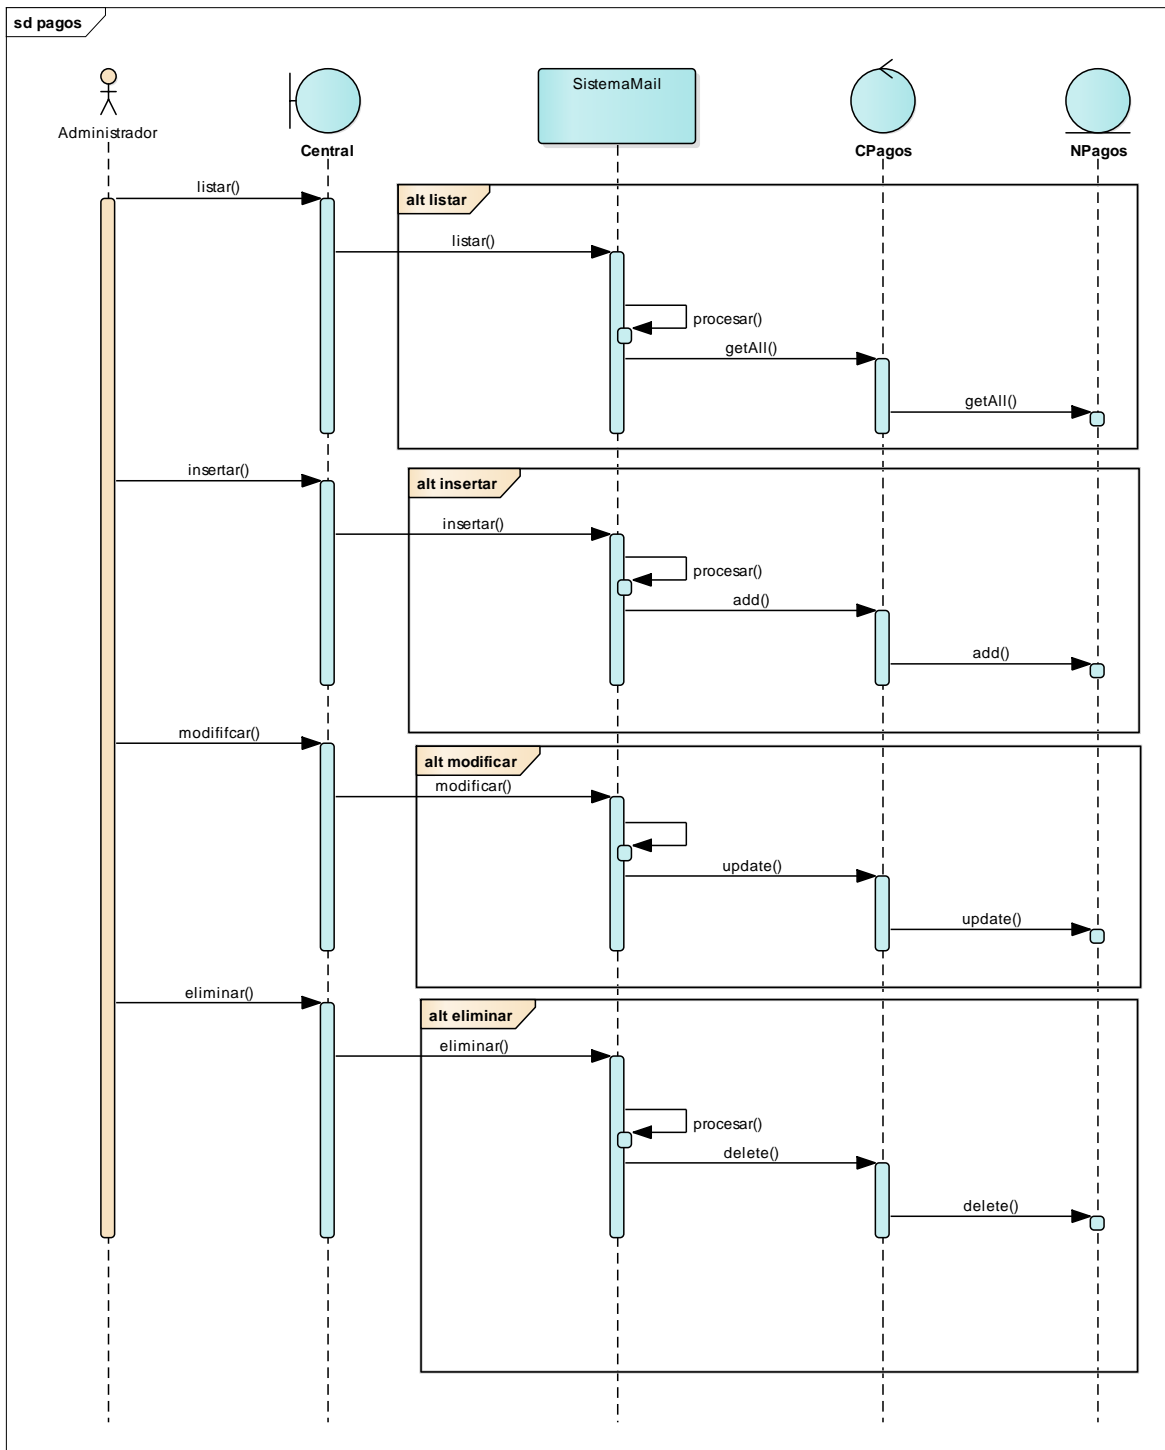 sd pagos
Administrador
Central
SistemaMail
CPagos
NPagos
listar()
alt listar
listar()
procesar()
getAll()
getAll()
insertar()
alt insertar
insertar()
procesar()
add()
add()
modififcar()
alt modificar
modificar()
update()
update()
eliminar()
alt eliminar
eliminar()
procesar()
delete()
delete()